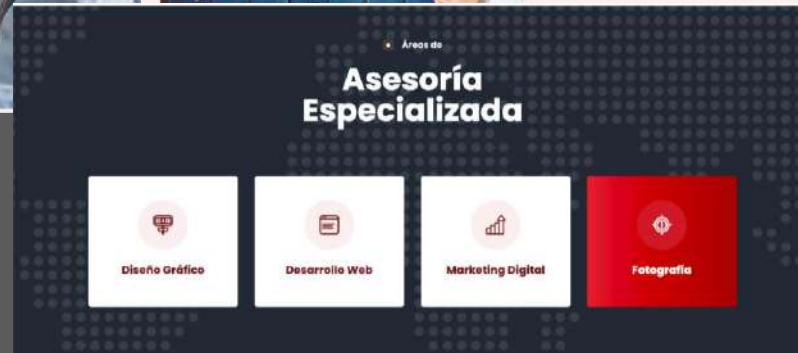 Áreas de
Asesoría
Especializada
Diseño Gráfico
Desarrollo Web
Marketing Digital
Fotografía